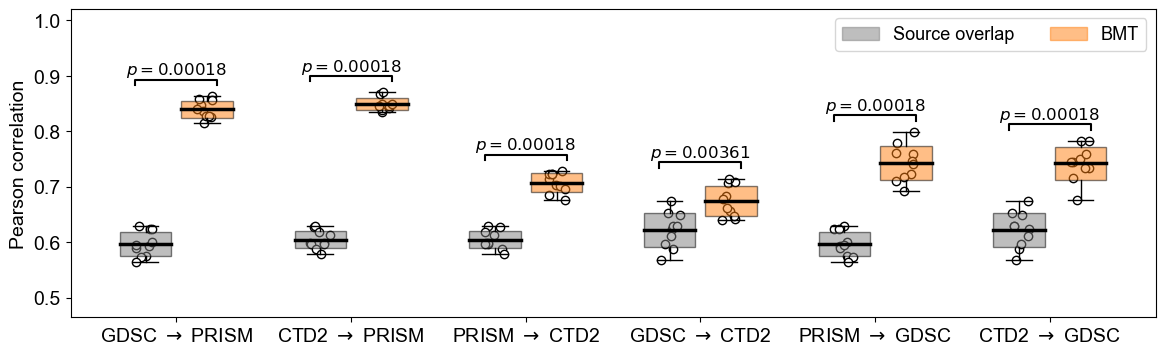 Pearson correlation
1.0
0.9
0.8
0.7
0.6
0.5
Source overlap
BMT
p = 0.00018
p = 0.00018
p = 0.00018
p = 0.00361
p = 0.00018
p = 0.00018
GDSC → PRISM
CTD2 → PRISM
PRISM → CTD2
GDSC → CTD2
PRISM → GDSC
CTD2 → GDSC